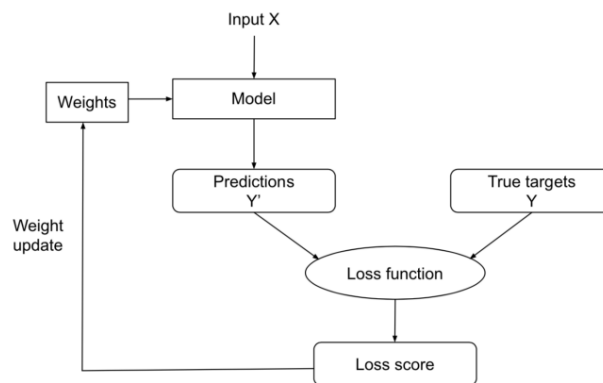 Input X
Weights
Model
Predictions
Y’
True targets
Y
Weight
update
Loss function
Loss score